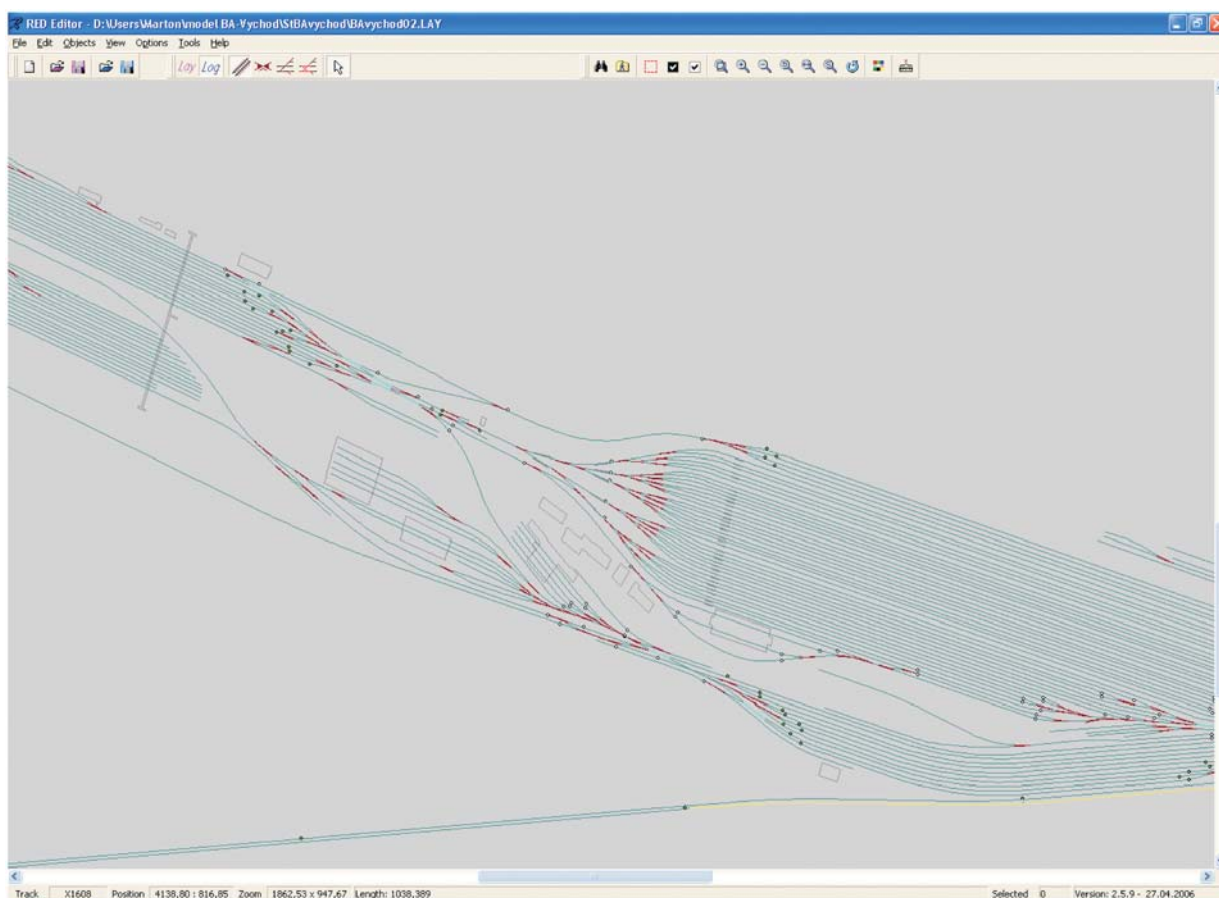 RED Editor - D:\Users\Marton\model BA-Vychod\StBAvychod\BAvychod02.LAY
File Edit Objects View Options Tools Help
Lay Log
Track X1608 Position 4138.80 : 816.85 Zoom 1862.53 x 947.67 Length: 1038.389 Selected 0 Version: 2.5.9 - 27.04.2006